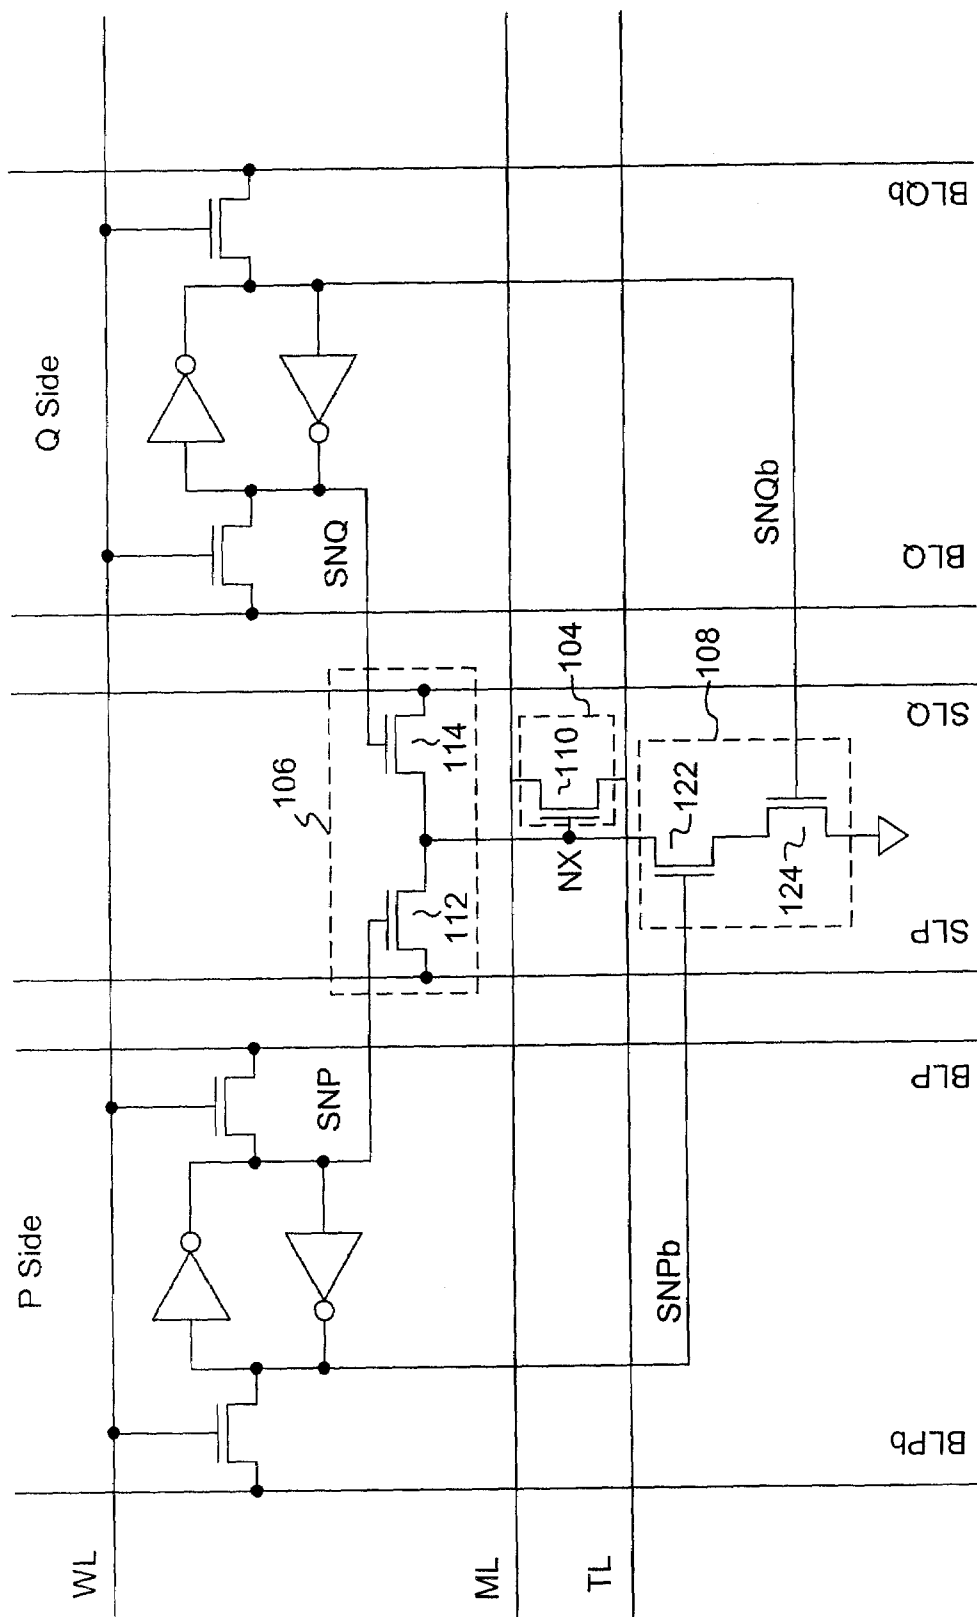 P Side
Q Side
WL
SNP
SNQ
106
112
114
ML
104
110
NX
TL
SNPb
SNQb
108
122
124
BLPb
BLP
SLP
SLQ
BLQ
BLQb